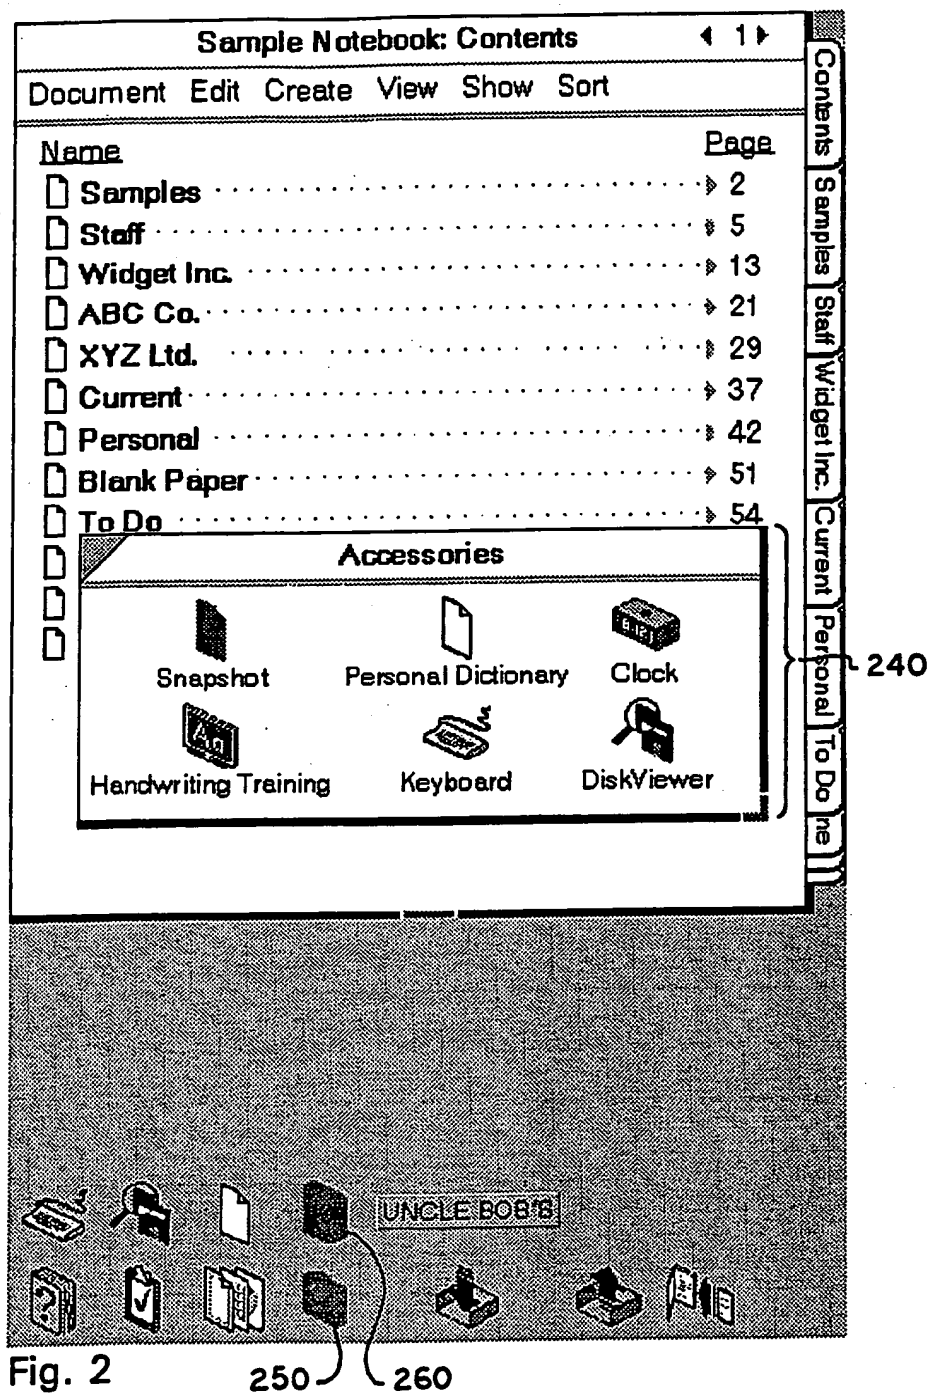 Sample Notebook: Contents 1
Document Edit Create View Show Sort
Name Page
Samples 2
Staff 5
Widget Inc. 13
ABC Co. 21
XYZ Ltd. 29
Current 37
Personal 42
Blank Paper 51
To Do 54
Accessories
Snapshot Personal Dictionary Clock
Handwriting Training Keyboard DiskViewer
Contents
Samples
Staff
Widget Inc.
Current
Personal
To Do
ne
240
UNCLE BOB'S
Fig. 2
250
260